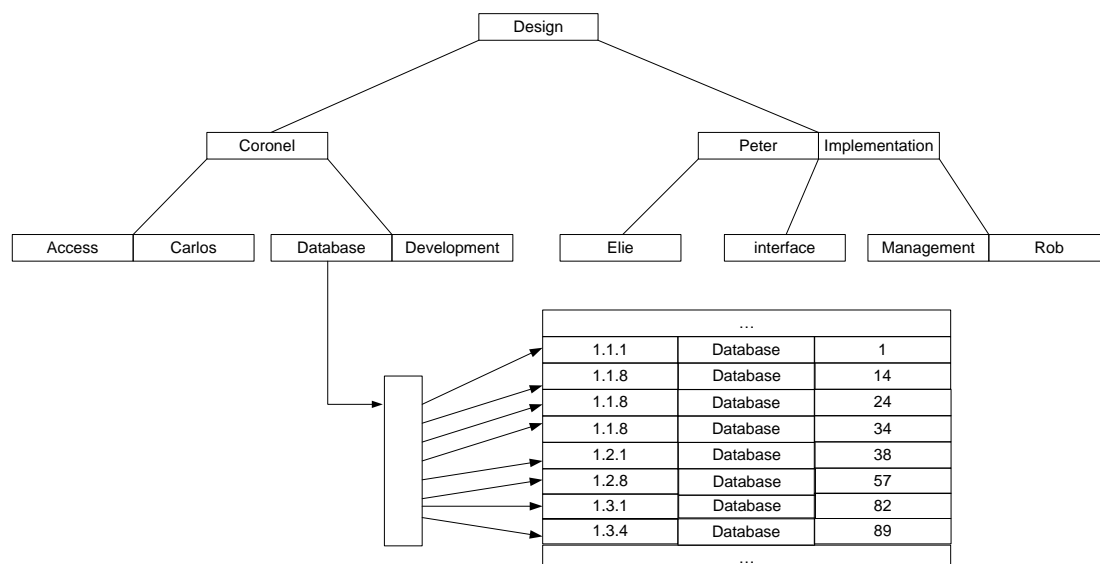 Design
Coronel
Peter Implementation
Access Carlos Database Development Elie interface Management Rob
...
1.1.1 Database 1
1.1.8 Database 14
1.1.8 Database 24
1.1.8 Database 34
1.2.1 Database 38
1.2.8 Database 57
1.3.1 Database 82
1.3.4 Database 89
...